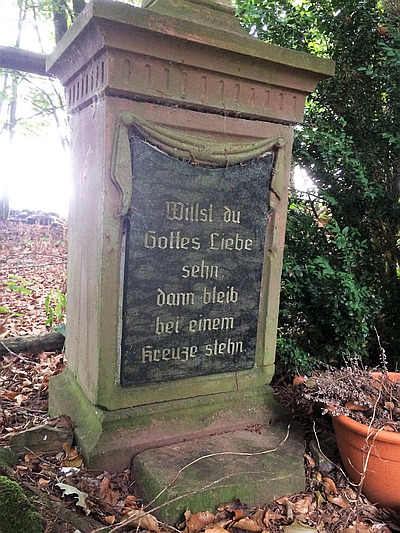 Willst du
Gottes Liebe
sehn
dann bleib
bei einem
Kreuze stehn